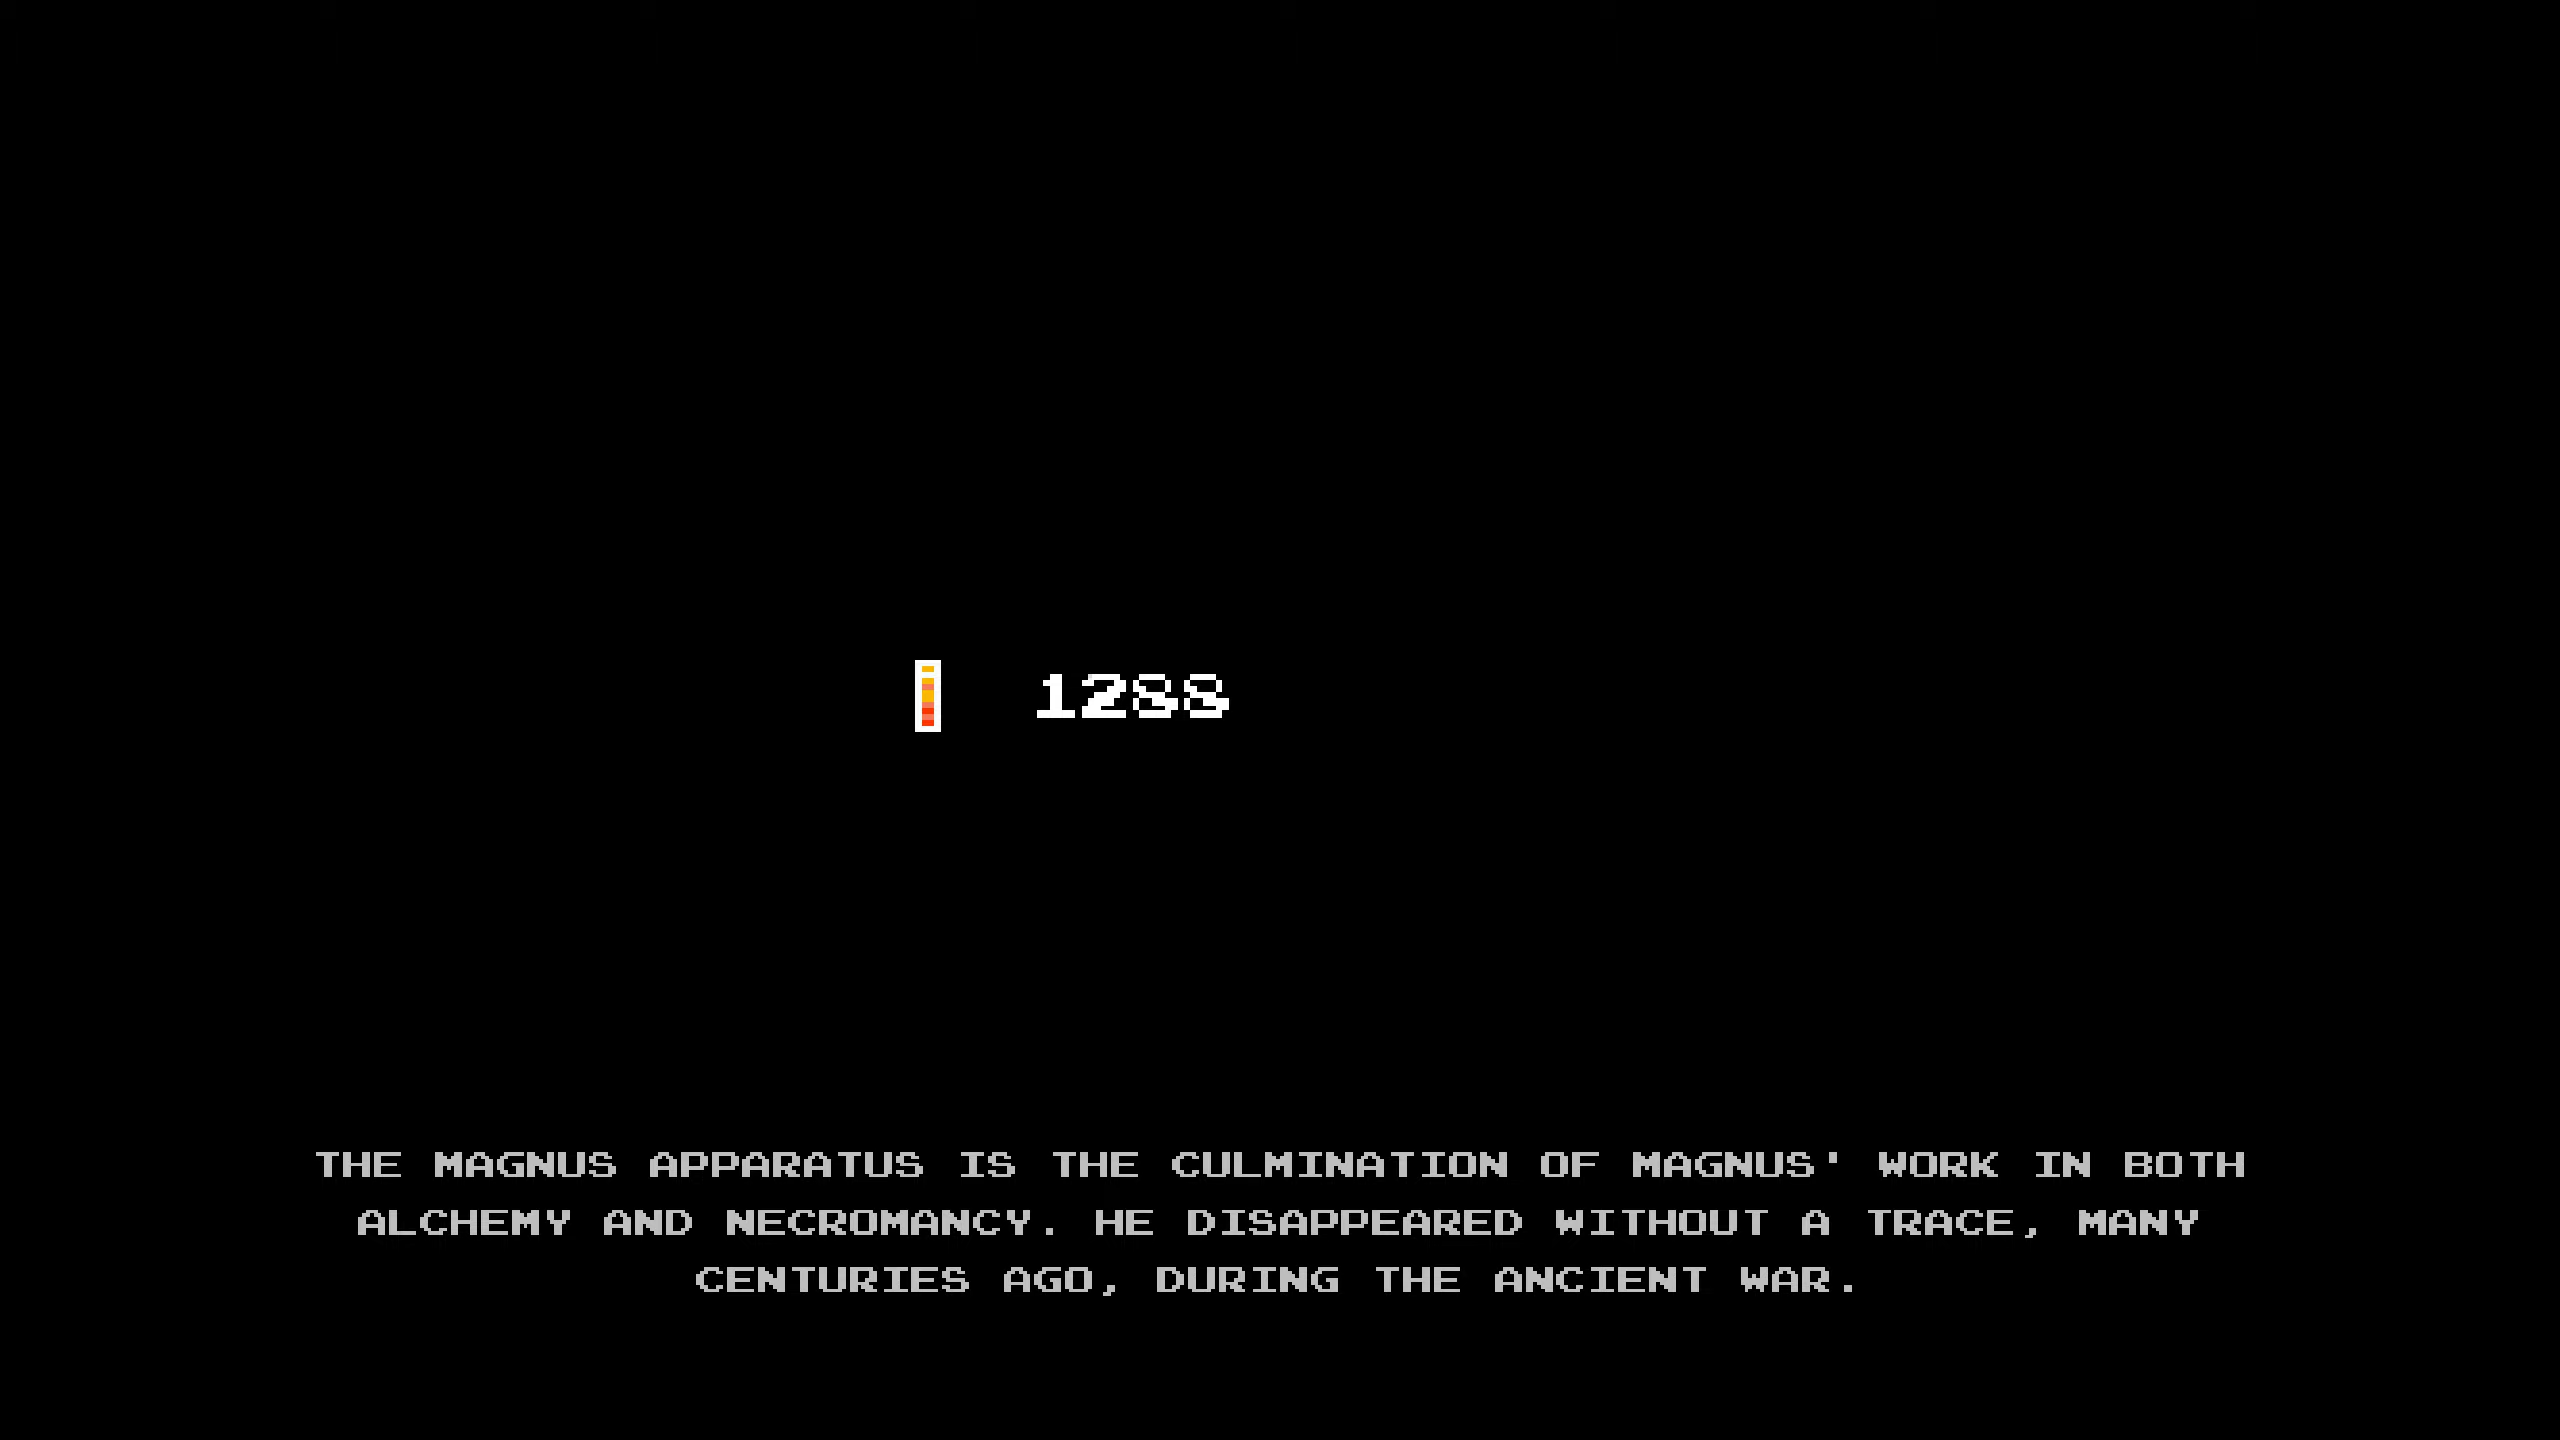 1288
THE MAGNUS APPARATUS IS THE CULMINATION OF MAGNUS' WORK IN BOTH
ALCHEMY AND NECROMANCY. HE DISAPPEARED WITHOUT A TRACE, MANY
CENTURIES AGO, DURING THE ANCIENT WAR.